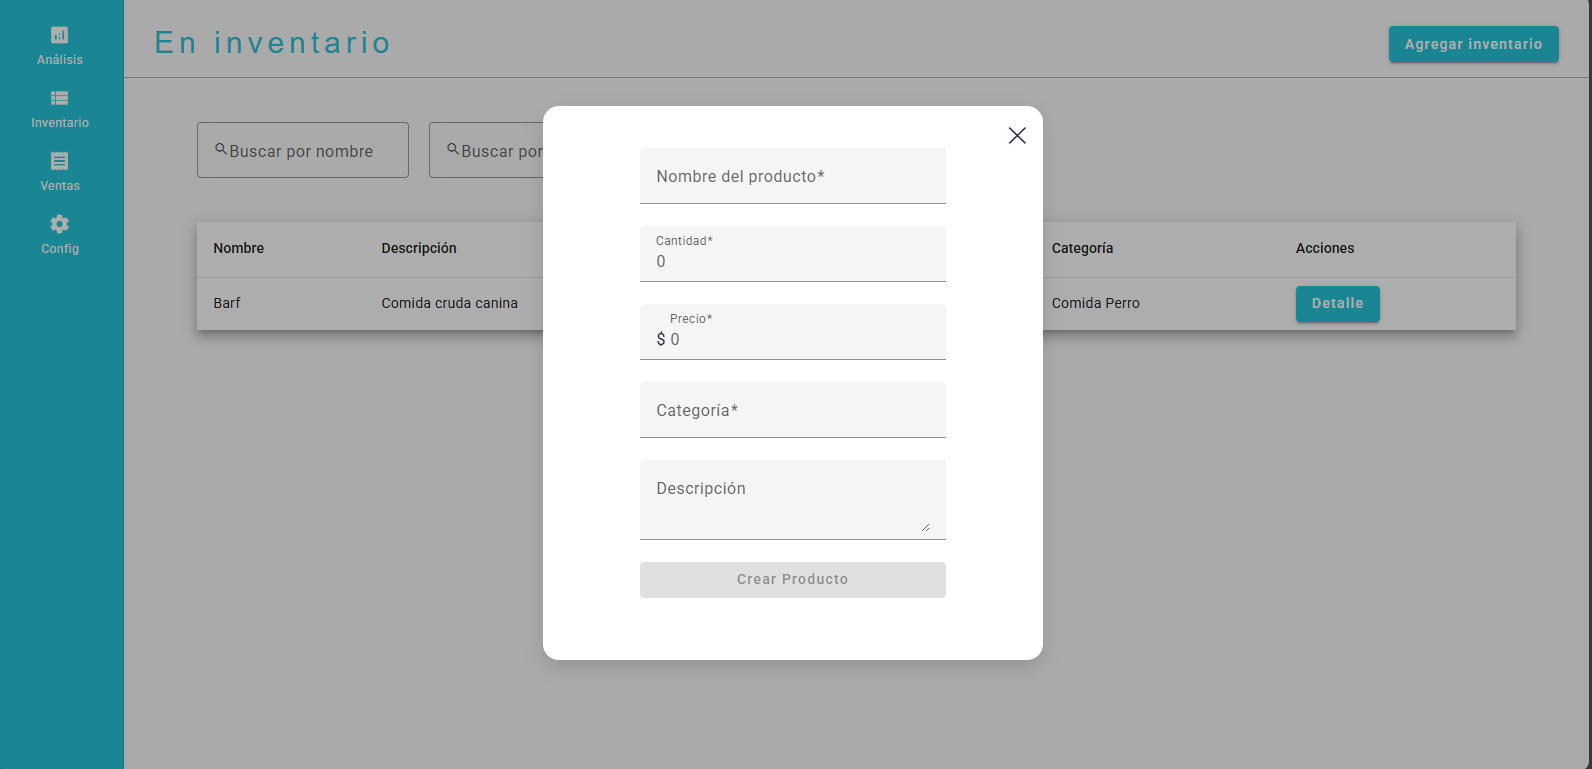 Análisis
Inventario
Ventas
Config
En inventario
Agregar inventario
Buscar por nombre
Buscar por
Nombre
Descripción
Categoría
Acciones
Barf
Comida cruda canina
Comida Perro
Detalle
Nombre del producto*
Cantidad*
0
Precio*
$ 0
Categoría*
Descripción
Crear Producto